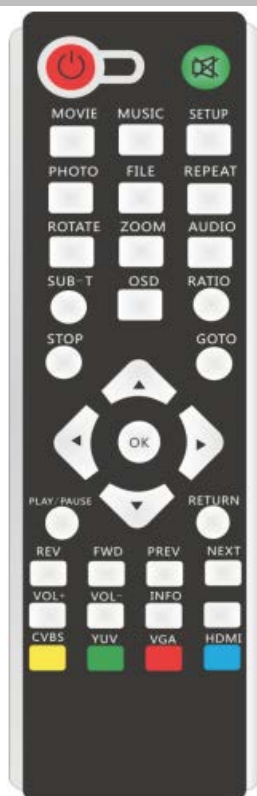 MOVIE MUSIC SETUP
PHOTO FILE REPEAT
ROTATE ZOOM AUDIO
SUB-T OSD RATIO
STOP GOTO
OK
PLAY/PAUSE RETURN
REV FWD PREV NEXT
VOL+ VOL- INFO
CVBS YUV VGA HDMI